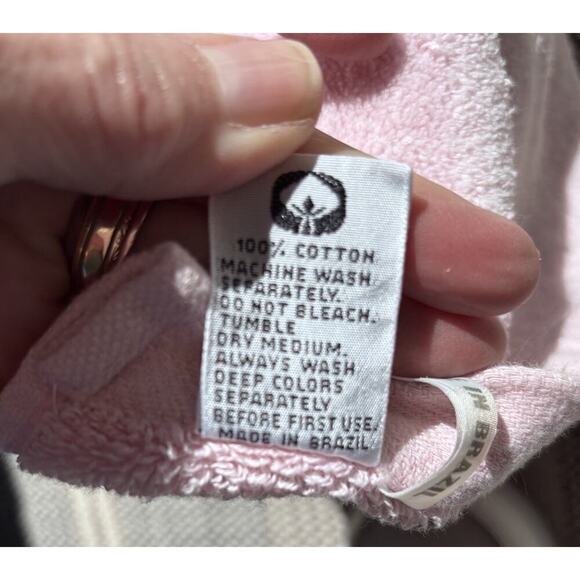 100% COTTON
MACHINE WASH
SEPARATELY.
DO NOT BLEACH.
TUMBLE
DRY MEDIUM.
ALWAYS WASH
DEEP COLORS
SEPARATELY
BEFORE FIRST USE.
MADE IN BRAZIL
IN BRAZIL